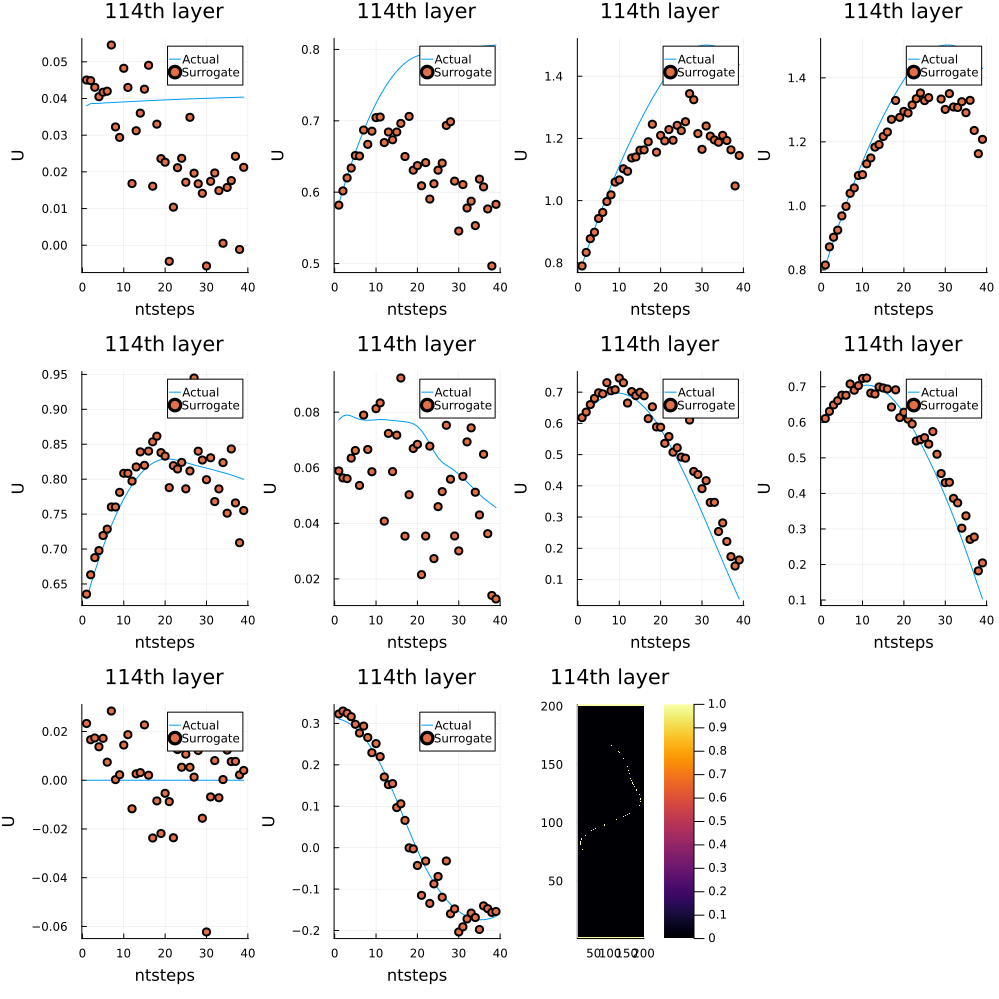 114th layer 114th layer 114th layer 114th layer
0.05 0.04 0.03 0.02 0.01 0.00
U
Actual
Surrogate
0 10 20 30 40
ntsteps
0.8 0.7 0.6 0.5
U
Actual
Surrogate
0 10 20 30 40
ntsteps
1.4 1.2 1.0 0.8
U
Actual
Surrogate
0 10 20 30 40
ntsteps
1.4 1.2 1.0 0.8
U
Actual
Surrogate
0 10 20 30 40
ntsteps
114th layer 114th layer 114th layer 114th layer
0.95 0.90 0.85 0.80 0.75 0.70 0.65
U
Actual
Surrogate
0 10 20 30 40
ntsteps
0.08 0.06 0.04 0.02
U
Actual
Surrogate
0 10 20 30 40
ntsteps
0.7 0.6 0.5 0.4 0.3 0.2 0.1
U
Actual
Surrogate
0 10 20 30 40
ntsteps
0.7 0.6 0.5 0.4 0.3 0.2 0.1
U
Actual
Surrogate
0 10 20 30 40
ntsteps
114th layer 114th layer 114th layer
0.02 0.00 −0.02 −0.04 −0.06
U
Actual
Surrogate
0 10 20 30 40
ntsteps
0.3 0.2 0.1 0.0 −0.1 −0.2
U
Actual
Surrogate
0 10 20 30 40
ntsteps
200 150 100 50
50 100 150 200
1.0 0.9 0.8 0.7 0.6 0.5 0.4 0.3 0.2 0.1 0